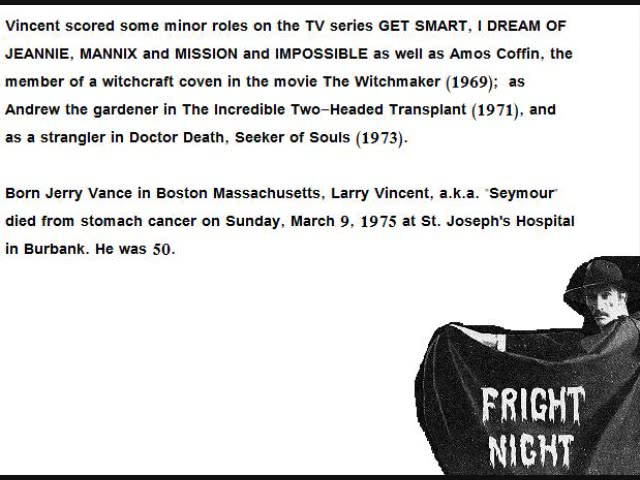 Vincent scored some minor roles on the TV series GET SMART, I DREAM OF
JEANNIE, MANNIX and MISSION and IMPOSSIBLE as well as Amos Coffin, the
member of a witchcraft coven in the movie The Witchmaker (1969);  as
Andrew the gardener in The Incredible Two-Headed Transplant (1971), and
as a strangler in Doctor Death, Seeker of Souls (1973).
Born Jerry Vance in Boston Massachusetts, Larry Vincent, a.k.a. "Seymour"
died from stomach cancer on Sunday, March 9, 1975 at St. Joseph's Hospital
in Burbank. He was 50.
FRIGHT
NIGHT